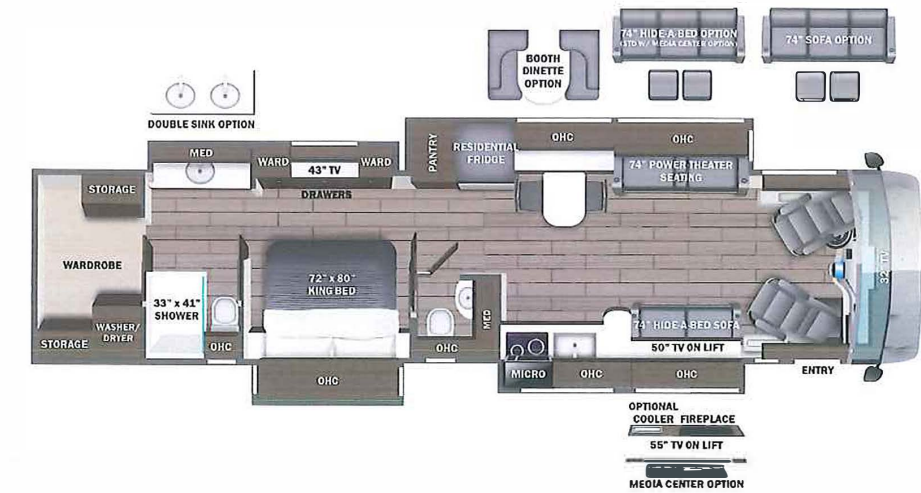 74" HIDE-A-BED OPTION
(STD W/ MEDIA CENTER OPTION)
74" SOFA OPTION
BOOTH
DINETTE
OPTION
DOUBLE SINK OPTION
MED
WARD
43" TV
WARD
DRAWERS
PANTRY
RESIDENTIAL
FRIDGE
OHC
OHC
74" POWER THEATER
SEATING
STORAGE
WARDROBE
STORAGE
WASHER/
DRYER
33" x 41"
SHOWER
OHC
72" x 80"
KING BED
OHC
OHC
MED
MICRO
OHC
OHC
74" HIDE-A-BED SOFA
50" TV ON LIFT
32" TV
ENTRY
OPTIONAL
COOLER FIREPLACE
55" TV ON LIFT
MEDIA CENTER OPTION